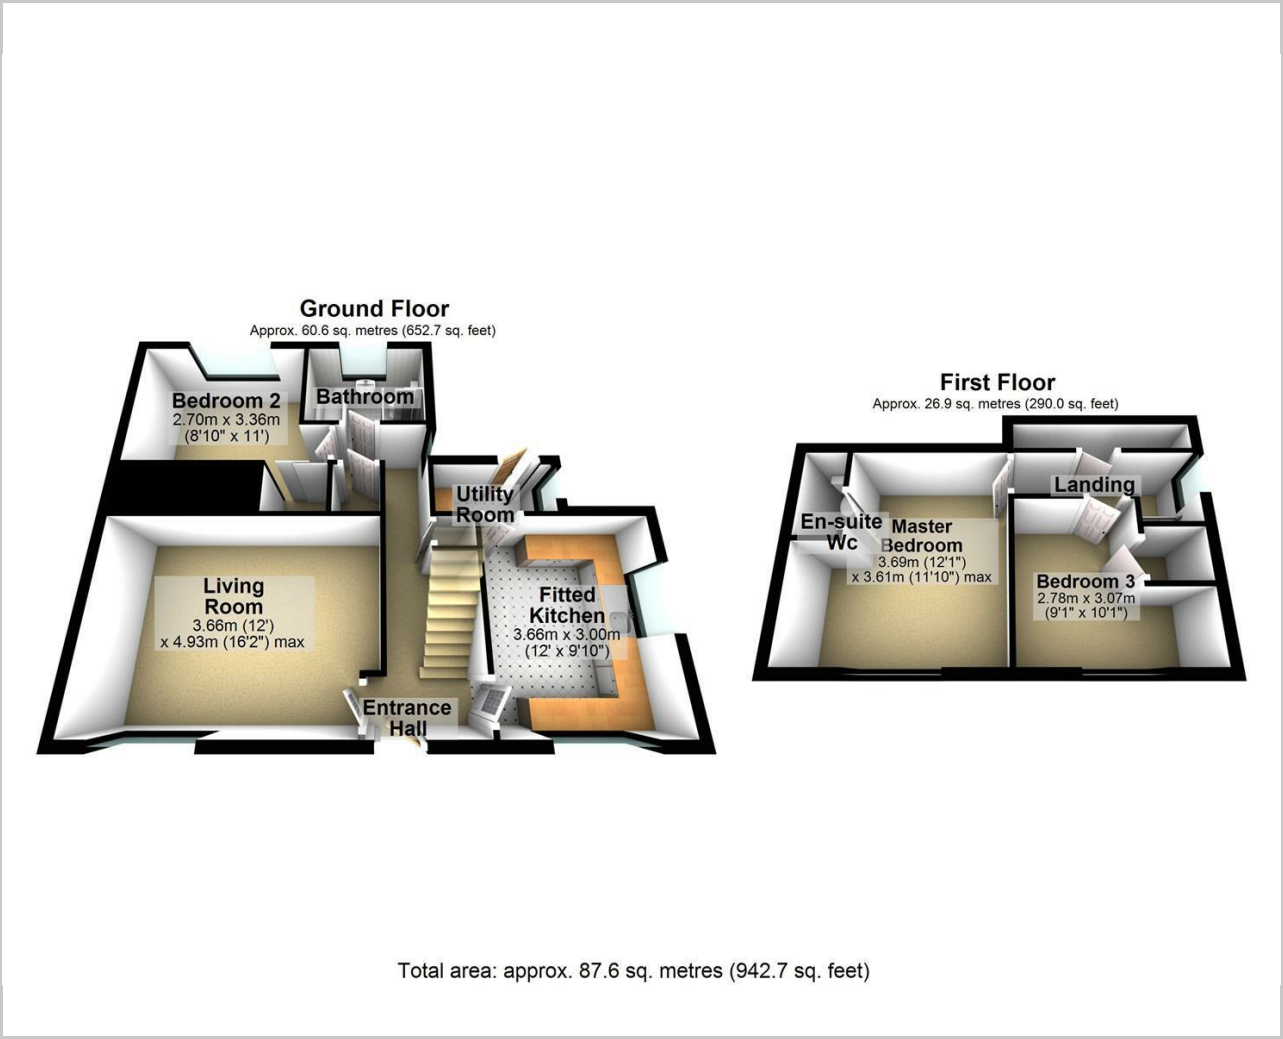 Ground Floor
Approx. 60.6 sq. metres (652.7 sq. feet)
Bedroom 2
2.70m x 3.36m
(8'10" x 11')
Bathroom
Utility
Room
Living
Room
3.66m (12')
x 4.93m (16'2") max
Fitted
Kitchen
3.66m x 3.00m
(12' x 9'10")
Entrance
Hall
First Floor
Approx. 26.9 sq. metres (290.0 sq. feet)
Landing
En-suite
Wc
Master
Bedroom
3.69m (12'1")
x 3.61m (11'10") max
Bedroom 3
2.78m x 3.07m
(9'1" x 10'1")
Total area: approx. 87.6 sq. metres (942.7 sq. feet)